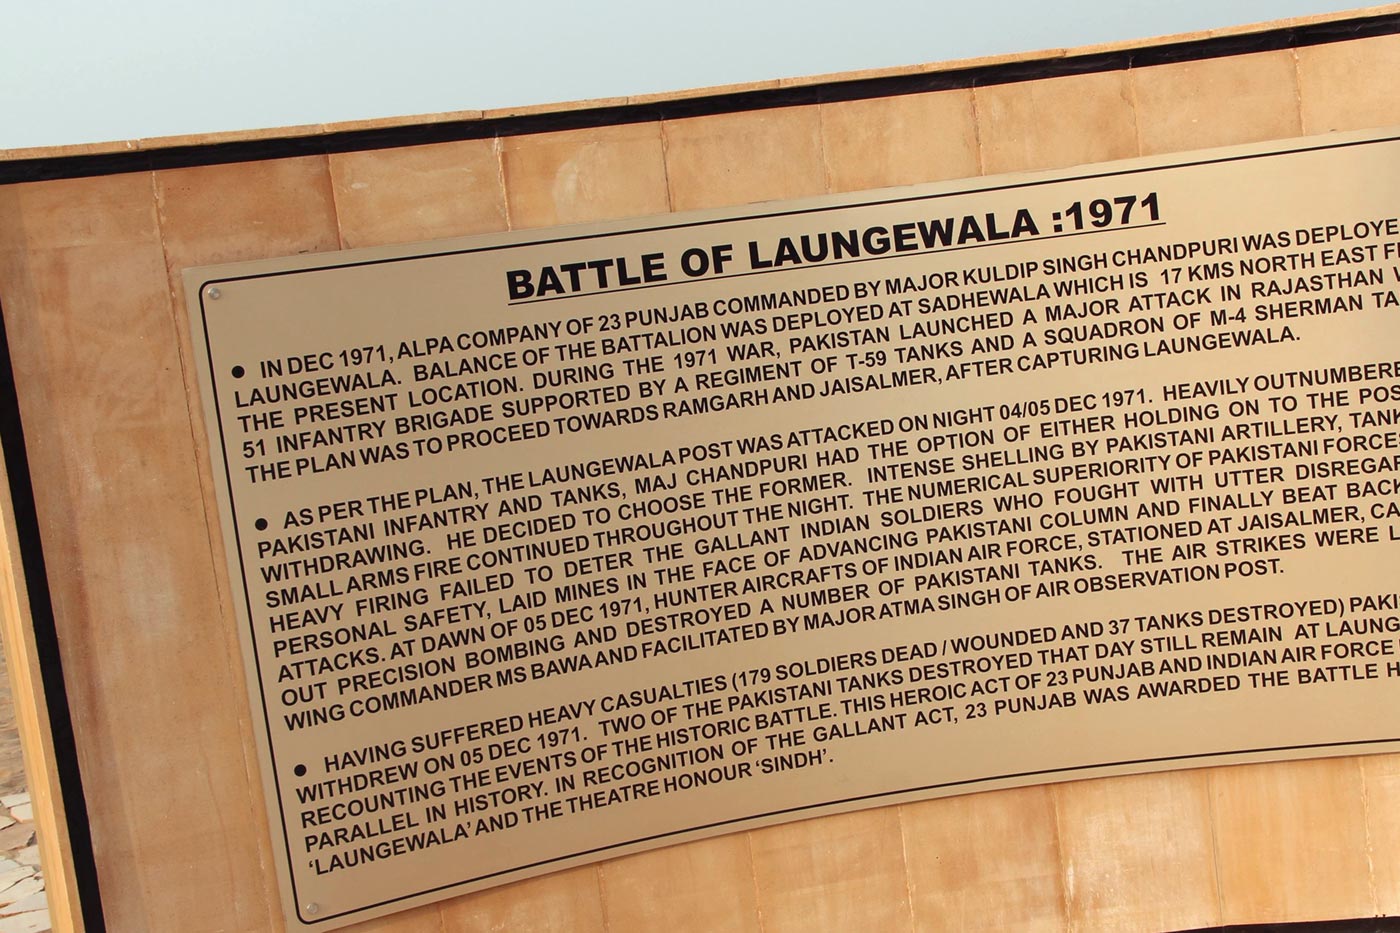 BATTLE OF LAUNGEWALA :1971
● IN DEC 1971, ALPA COMPANY OF 23 PUNJAB COMMANDED BY MAJOR KULDIP SINGH CHANDPURI WAS DEPLOYE
LAUNGEWALA. BALANCE OF THE BATTALION WAS DEPLOYED AT SADHEWALA WHICH IS 17 KMS NORTH EAST
THE PRESENT LOCATION. DURING THE 1971 WAR, PAKISTAN LAUNCHED A MAJOR ATTACK IN RAJASTHAN
51 INFANTRY BRIGADE SUPPORTED BY A REGIMENT OF T-59 TANKS AND A SQUADRON OF M-4 SHERMAN TA
THE PLAN WAS TO PROCEED TOWARDS RAMGARH AND JAISALMER, AFTER CAPTURING LAUNGEWALA.
● AS PER THE PLAN, THE LAUNGEWALA POST WAS ATTACKED ON NIGHT 04/05 DEC 1971. HEAVILY OUTNUMBERE
PAKISTANI INFANTRY AND TANKS, MAJ CHANDPURI HAD THE OPTION OF EITHER HOLDING ON TO THE POS
WITHDRAWING. HE DECIDED TO CHOOSE THE FORMER. INTENSE SHELLING BY PAKISTANI ARTILLERY, TANK
SMALL ARMS FIRE CONTINUED THROUGHOUT THE NIGHT. THE NUMERICAL SUPERIORITY OF PAKISTANI FORCE
HEAVY FIRING FAILED TO DETER THE GALLANT INDIAN SOLDIERS WHO FOUGHT WITH UTTER DISREGAR
PERSONAL SAFETY, LAID MINES IN THE FACE OF ADVANCING PAKISTANI COLUMN AND FINALLY BEAT BACK
ATTACKS. AT DAWN OF 05 DEC 1971, HUNTER AIRCRAFTS OF INDIAN AIR FORCE, STATIONED AT JAISALMER, CA
OUT PRECISION BOMBING AND DESTROYED A NUMBER OF PAKISTANI TANKS. THE AIR STRIKES WERE L
WING COMMANDER MS BAWA AND FACILITATED BY MAJOR ATMA SINGH OF AIR OBSERVATION POST.
● HAVING SUFFERED HEAVY CASUALTIES (179 SOLDIERS DEAD / WOUNDED AND 37 TANKS DESTROYED) PAKI
WITHDREW ON 05 DEC 1971. TWO OF THE PAKISTANI TANKS DESTROYED THAT DAY STILL REMAIN AT LAUNG
RECOUNTING THE EVENTS OF THE HISTORIC BATTLE. THIS HEROIC ACT OF 23 PUNJAB AND INDIAN AIR FORCE
PARALLEL IN HISTORY. IN RECOGNITION OF THE GALLANT ACT, 23 PUNJAB WAS AWARDED THE BATTLE H
'LAUNGEWALA' AND THE THEATRE HONOUR 'SINDH'.